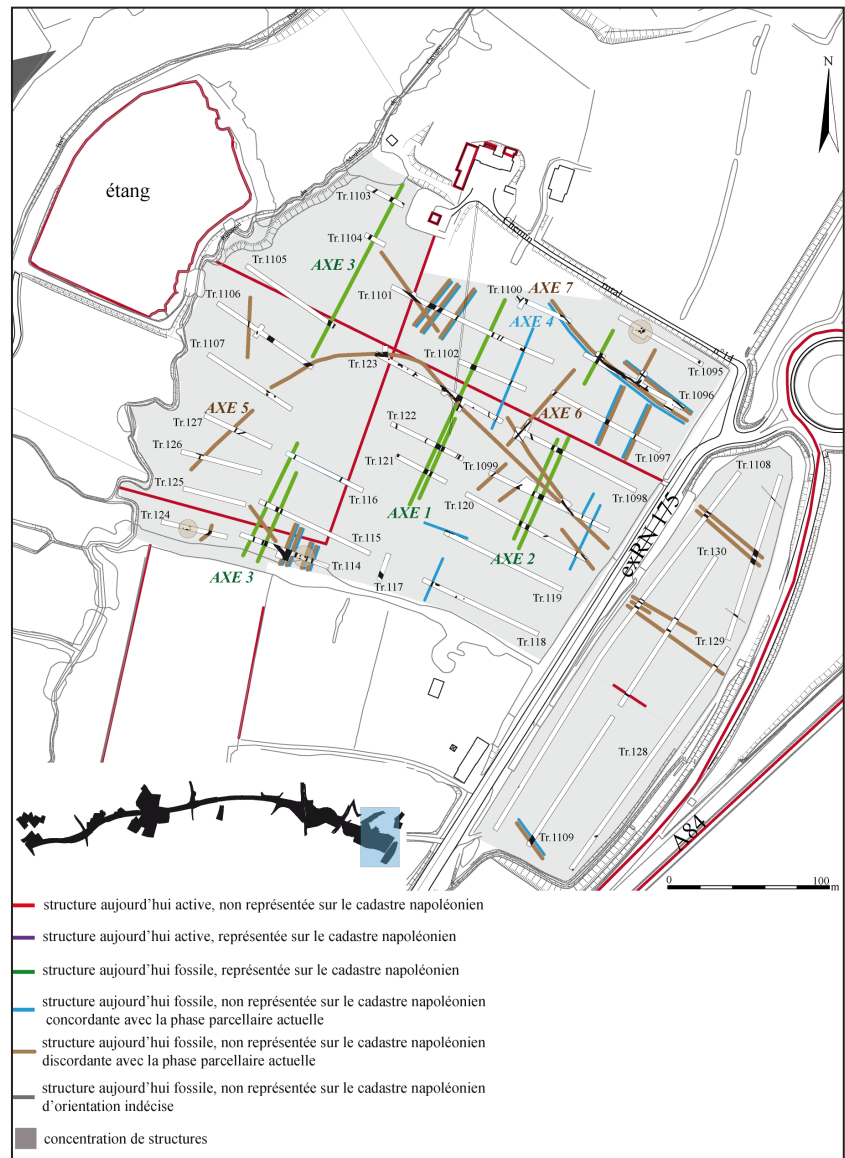 N
étang
Tr.1103
Tr.1104
AXE 3
Tr.1105
Tr.1101
Tr.1106
Tr.1100
AXE 7
AXE 4
Chemin
rural
n°14
Tr.1095
Tr.1107
Tr.123
Tr.1102
Tr.1096
AXE 5
Tr.127
Tr.122
AXE 6
Tr.1097
Tr.126
Tr.121
Tr.1099
Tr.125
Tr.116
Tr.1098
Tr.1108
Tr.124
AXE 1
Tr.120
exRN 175
Tr.115
AXE 2
Tr.130
AXE 3
Tr.114
Tr.117
Tr.119
Tr.118
Tr.129
Tr.128
Tr.1109
A84
0 100
m
structure aujourd'hui active, non représentée sur le cadastre napoléonien
structure aujourd'hui active, représentée sur le cadastre napoléonien
structure aujourd'hui fossile, représentée sur le cadastre napoléonien
structure aujourd'hui fossile, non représentée sur le cadastre napoléonien
concordante avec la phase parcellaire actuelle
structure aujourd'hui fossile, non représentée sur le cadastre napoléonien
discordante avec la phase parcellaire actuelle
structure aujourd'hui fossile, non représentée sur le cadastre napoléonien
d'orientation indécise
concentration de structures